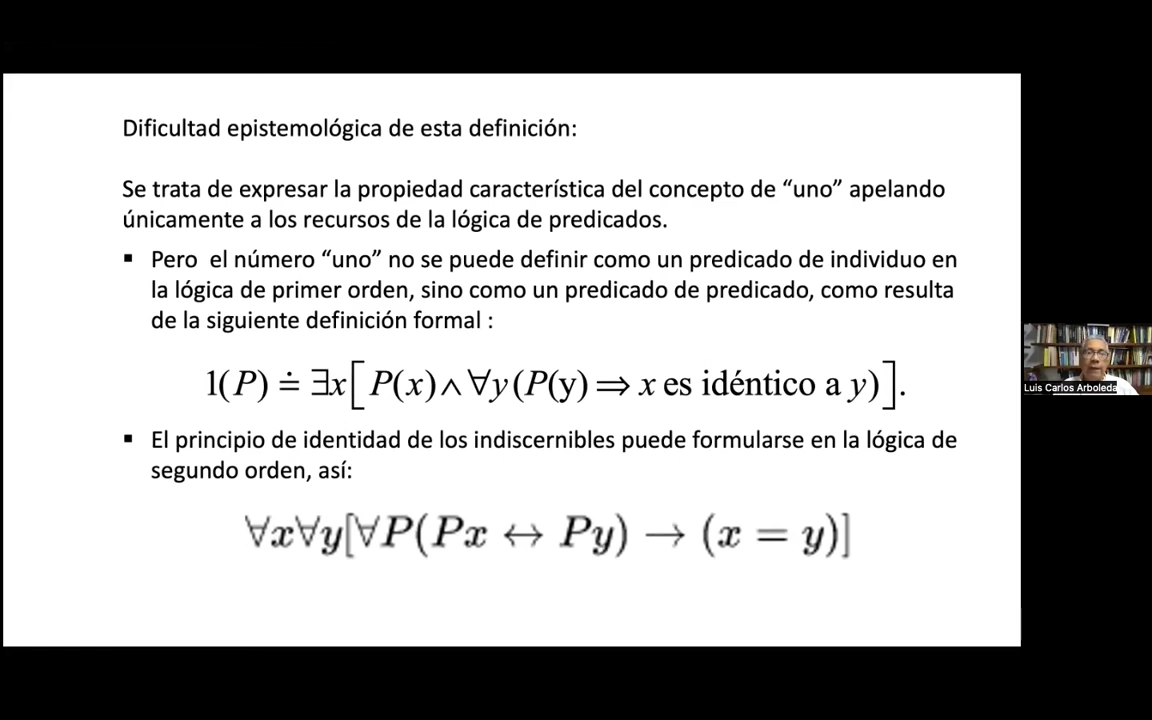 Dificultad epistemológica de esta definición:
Se trata de expresar la propiedad característica del concepto de “uno” apelando
únicamente a los recursos de la lógica de predicados.
▪ Pero el número “uno” no se puede definir como un predicado de individuo en
la lógica de primer orden, sino como un predicado de predicado, como resulta
de la siguiente definición formal :
1(P) ≐ ∃x[ P(x)∧∀y(P(y)⇒ x es idéntico a y)].
▪ El principio de identidad de los indiscernibles puede formularse en la lógica de
segundo orden, así:
∀x∀y[∀P(Px ↔ Py) → (x = y)]
Luis Carlos Arboleda